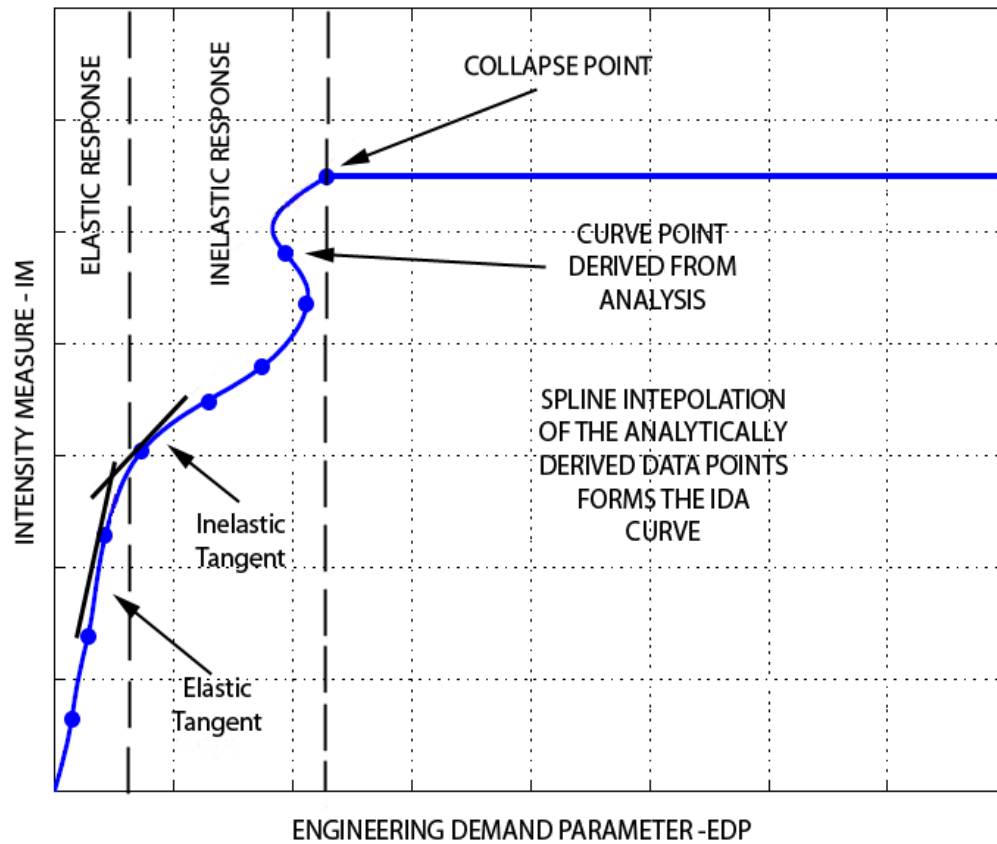 ELASTIC RESPONSE
INELASTIC RESPONSE
COLLAPSE POINT
CURVE POINT
DERIVED FROM
ANALYSIS
INTENSITY MEASURE - IM
SPLINE INTEPOLATION
OF THE ANALYTICALLY
DERIVED DATA POINTS
FORMS THE IDA
CURVE
Inelastic
Tangent
Elastic
Tangent
ENGINEERING DEMAND PARAMETER -EDP